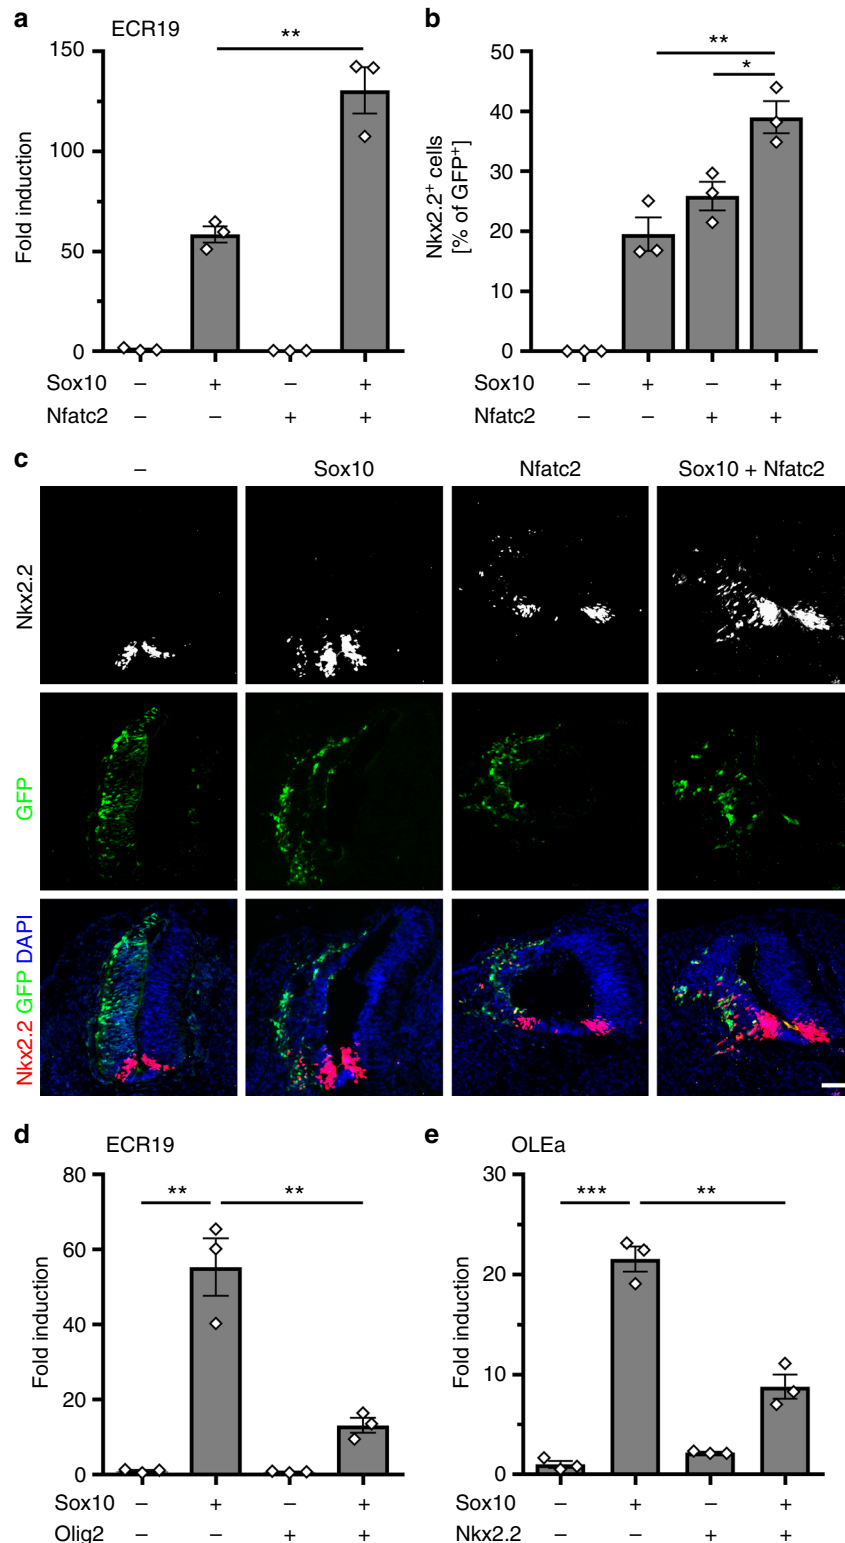 a
ECR19
**
150
100
50
0
Fold induction
Sox10 – + – +
Nfatc2 – – + +
b
**
*
50
40
30
20
10
0
Nkx2.2⁺ cells
[% of GFP⁺]
Sox10 – + – +
Nfatc2 – – + +
c
– Sox10 Nfatc2 Sox10 + Nfatc2
Nkx2.2
GFP
Nkx2.2 GFP DAPI
d
ECR19
** **
80
60
40
20
0
Fold induction
Sox10 – + – +
Olig2 – – + +
e
OLEa
*** **
30
20
10
0
Fold induction
Sox10 – + – +
Nkx2.2 – – + +